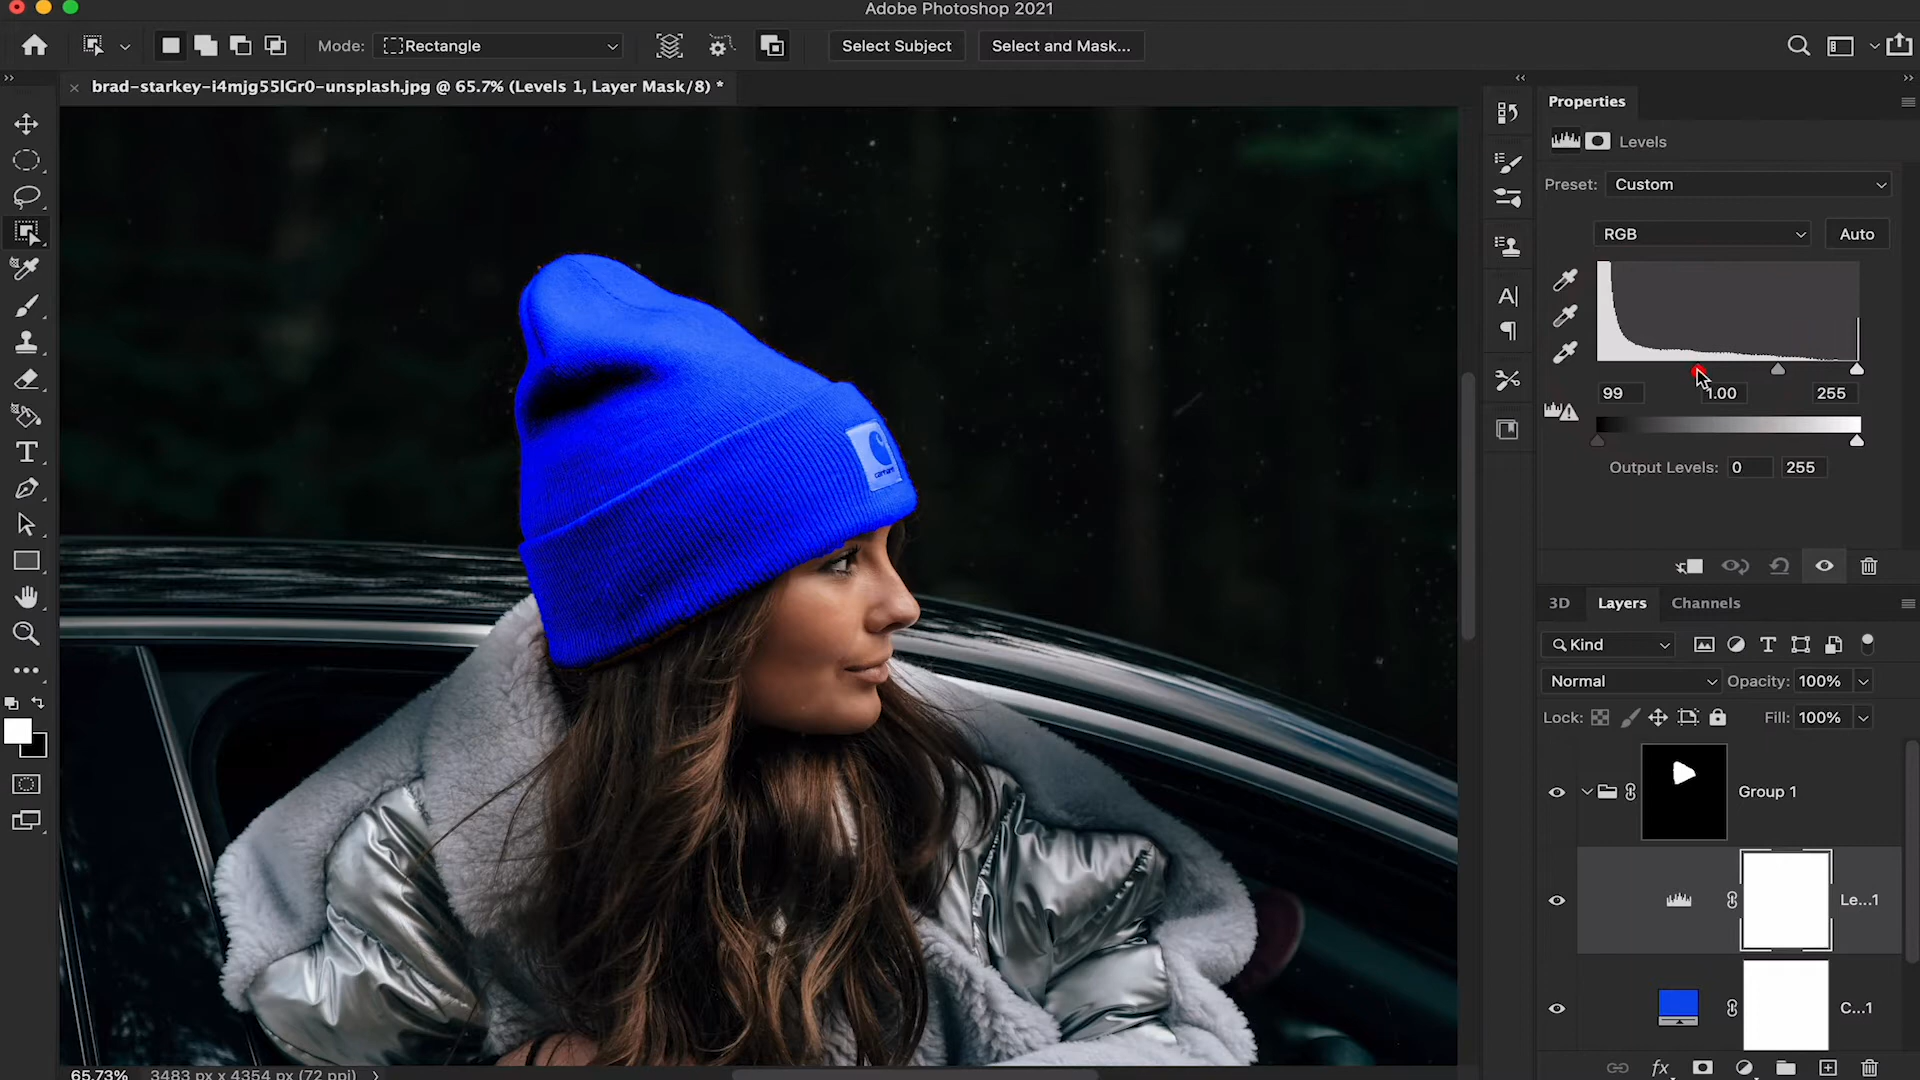 Adobe Photoshop 2021
Mode: Rectangle Select Subject Select and Mask...
brad-starkey-i4mjg55lGr0-unsplash.jpg @ 65.7% (Levels 1, Layer Mask/8) *
Properties
Levels
Preset: Custom
RGB Auto
99 1.00 255
Output Levels: 0 255
carhartt
3D Layers Channels
Kind
Normal Opacity: 100%
Lock: Fill: 100%
Group 1
Le...1
C...1
65.73% 3483 px x 4354 px (72 ppi)